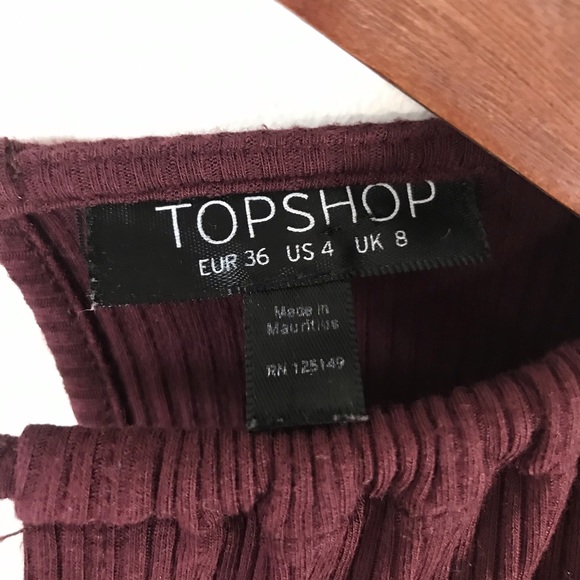 TOPSHOP
EUR 36 US 4 UK 8
Made in
Mauritius
RN 125149